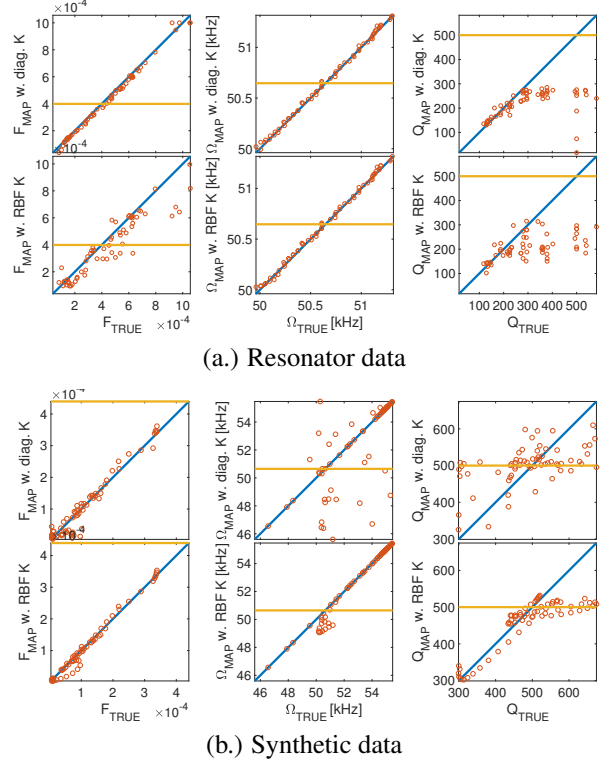 10 ×10⁻⁴
8
6
4
2
F_MAP w. diag. K
51
50.5
50
Ω_MAP w. diag. K [kHz]
500
400
300
200
100
Q_MAP w. diag. K
10
8
6
4
2
F_MAP w. RBF K
51
50.5
50
Ω_MAP w. RBF K [kHz]
500
400
300
200
100
Q_MAP w. RBF K
2 4 6 8 10
F_TRUE ×10⁻⁴
50 50.5 51
Ω_TRUE [kHz]
100 200 300 400 500
Q_TRUE
(a.) Resonator data
4
3
2
1
F_MAP w. diag. K
54
52
50
48
46
Ω_MAP w. diag. K [kHz]
600
500
400
300
Q_MAP w. diag. K
4
3
2
1
F_MAP w. RBF K
54
52
50
48
46
Ω_MAP w. RBF K [kHz]
600
500
400
300
Q_MAP w. RBF K
1 2 3 4
F_TRUE ×10⁻⁴
46 48 50 52 54
Ω_TRUE [kHz]
300 400 500 600
Q_TRUE
(b.) Synthetic data